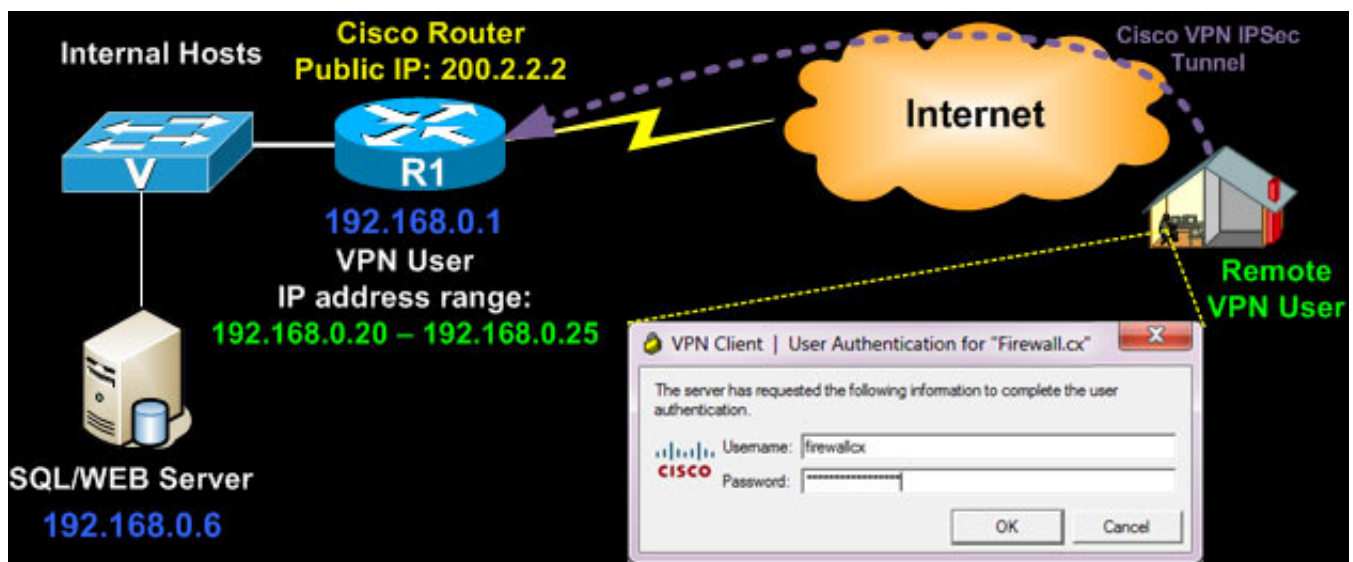 Internal Hosts
Cisco Router
Public IP: 200.2.2.2
Cisco VPN IPSec
Tunnel
Internet
V
R1
192.168.0.1
VPN User
IP address range:
192.168.0.20 – 192.168.0.25
Remote
VPN User
SQL/WEB Server
192.168.0.6
VPN Client | User Authentication for "Firewall.cx"
The server has requested the following information to complete the user
authentication.
CISCO
Username: firewallcx
Password: ******************
OK
Cancel